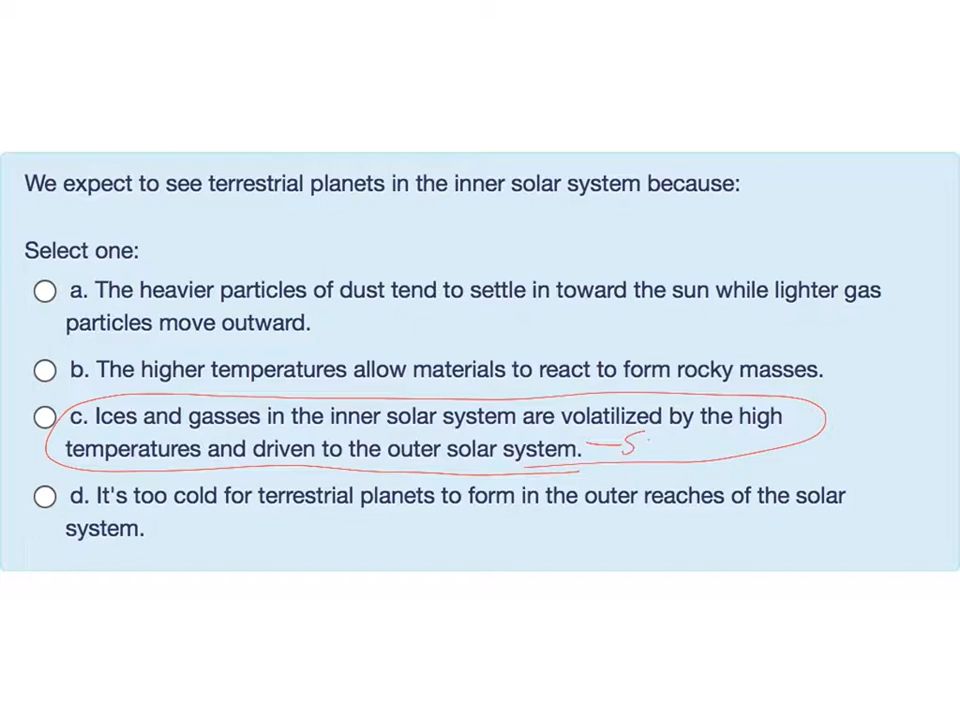 We expect to see terrestrial planets in the inner solar system because:
Select one:
a. The heavier particles of dust tend to settle in toward the sun while lighter gas
particles move outward.
b. The higher temperatures allow materials to react to form rocky masses.
c. Ices and gasses in the inner solar system are volatilized by the high
temperatures and driven to the outer solar system.
d. It's too cold for terrestrial planets to form in the outer reaches of the solar
system.